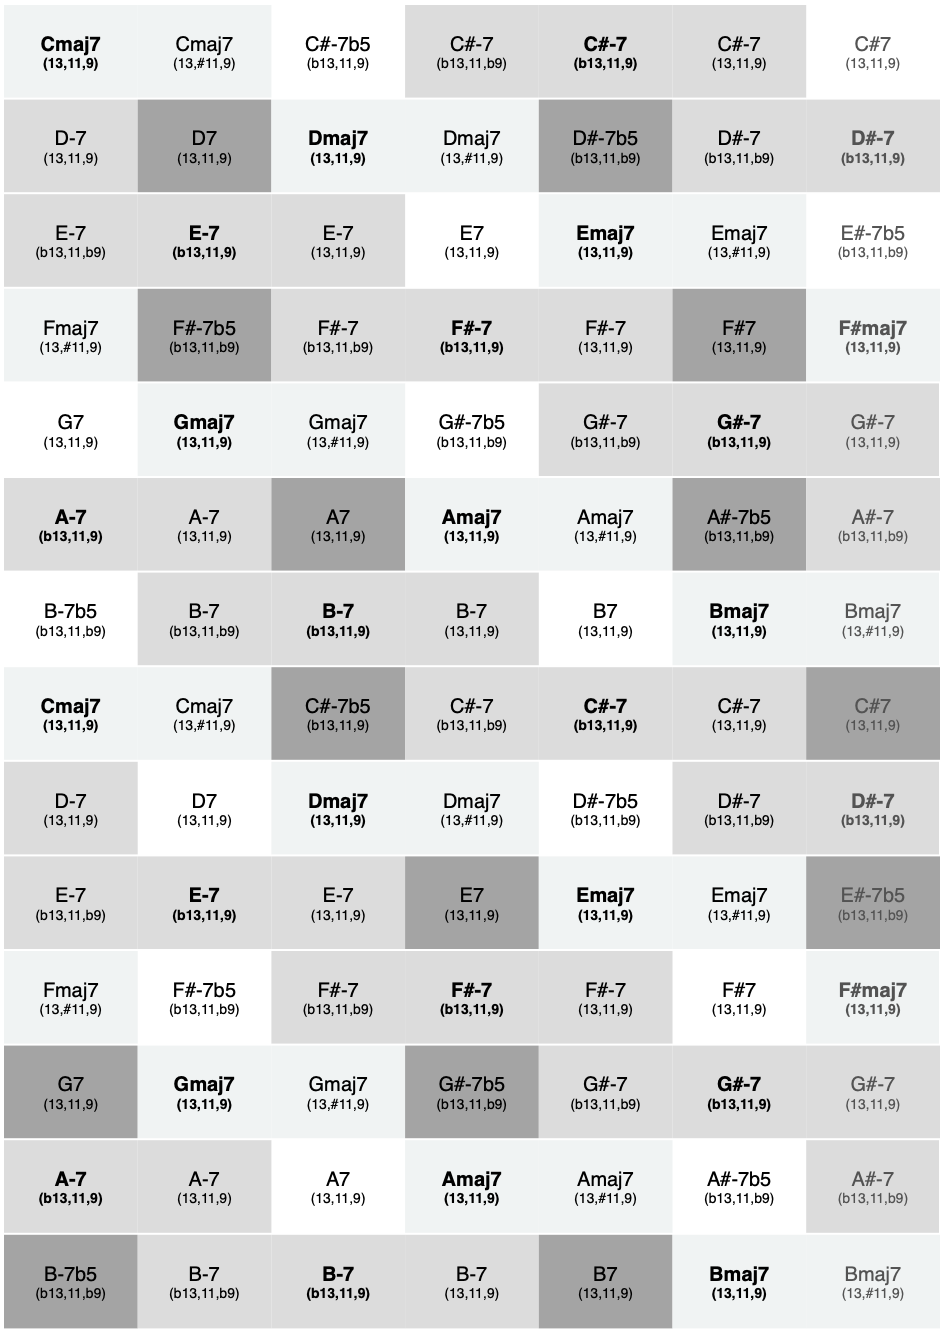 Cmaj7 Cmaj7 C#-7b5 C#-7 C#-7 C#-7 C#7
(13,11,9) (13,#11,9) (b13,11,9) (b13,11,b9) (b13,11,9) (13,11,9) (13,11,9)
D-7 D7 Dmaj7 Dmaj7 D#-7b5 D#-7 D#-7
(13,11,9) (13,11,9) (13,11,9) (13,#11,9) (b13,11,b9) (b13,11,b9) (b13,11,9)
E-7 E-7 E-7 E7 Emaj7 Emaj7 E#-7b5
(b13,11,b9) (b13,11,9) (13,11,9) (13,11,9) (13,11,9) (13,#11,9) (b13,11,b9)
Fmaj7 F#-7b5 F#-7 F#-7 F#-7 F#7 F#maj7
(13,#11,9) (b13,11,b9) (b13,11,b9) (b13,11,9) (13,11,9) (13,11,9) (13,11,9)
G7 Gmaj7 Gmaj7 G#-7b5 G#-7 G#-7 G#-7
(13,11,9) (13,11,9) (13,#11,9) (b13,11,b9) (b13,11,b9) (b13,11,9) (13,11,9)
A-7 A-7 A7 Amaj7 Amaj7 A#-7b5 A#-7
(b13,11,9) (13,11,9) (13,11,9) (13,11,9) (13,#11,9) (b13,11,b9) (b13,11,b9)
B-7b5 B-7 B-7 B-7 B7 Bmaj7 Bmaj7
(b13,11,b9) (b13,11,b9) (b13,11,9) (13,11,9) (13,11,9) (13,11,9) (13,#11,9)
Cmaj7 Cmaj7 C#-7b5 C#-7 C#-7 C#-7 C#7
(13,11,9) (13,#11,9) (b13,11,9) (b13,11,b9) (b13,11,9) (13,11,9) (13,11,9)
D-7 D7 Dmaj7 Dmaj7 D#-7b5 D#-7 D#-7
(13,11,9) (13,11,9) (13,11,9) (13,#11,9) (b13,11,b9) (b13,11,b9) (b13,11,9)
E-7 E-7 E-7 E7 Emaj7 Emaj7 E#-7b5
(b13,11,b9) (b13,11,9) (13,11,9) (13,11,9) (13,11,9) (13,#11,9) (b13,11,b9)
Fmaj7 F#-7b5 F#-7 F#-7 F#-7 F#7 F#maj7
(13,#11,9) (b13,11,b9) (b13,11,b9) (b13,11,9) (13,11,9) (13,11,9) (13,11,9)
G7 Gmaj7 Gmaj7 G#-7b5 G#-7 G#-7 G#-7
(13,11,9) (13,11,9) (13,#11,9) (b13,11,b9) (b13,11,b9) (b13,11,9) (13,11,9)
A-7 A-7 A7 Amaj7 Amaj7 A#-7b5 A#-7
(b13,11,9) (13,11,9) (13,11,9) (13,11,9) (13,#11,9) (b13,11,b9) (b13,11,b9)
B-7b5 B-7 B-7 B-7 B7 Bmaj7 Bmaj7
(b13,11,b9) (b13,11,b9) (b13,11,9) (13,11,9) (13,11,9) (13,11,9) (13,#11,9)